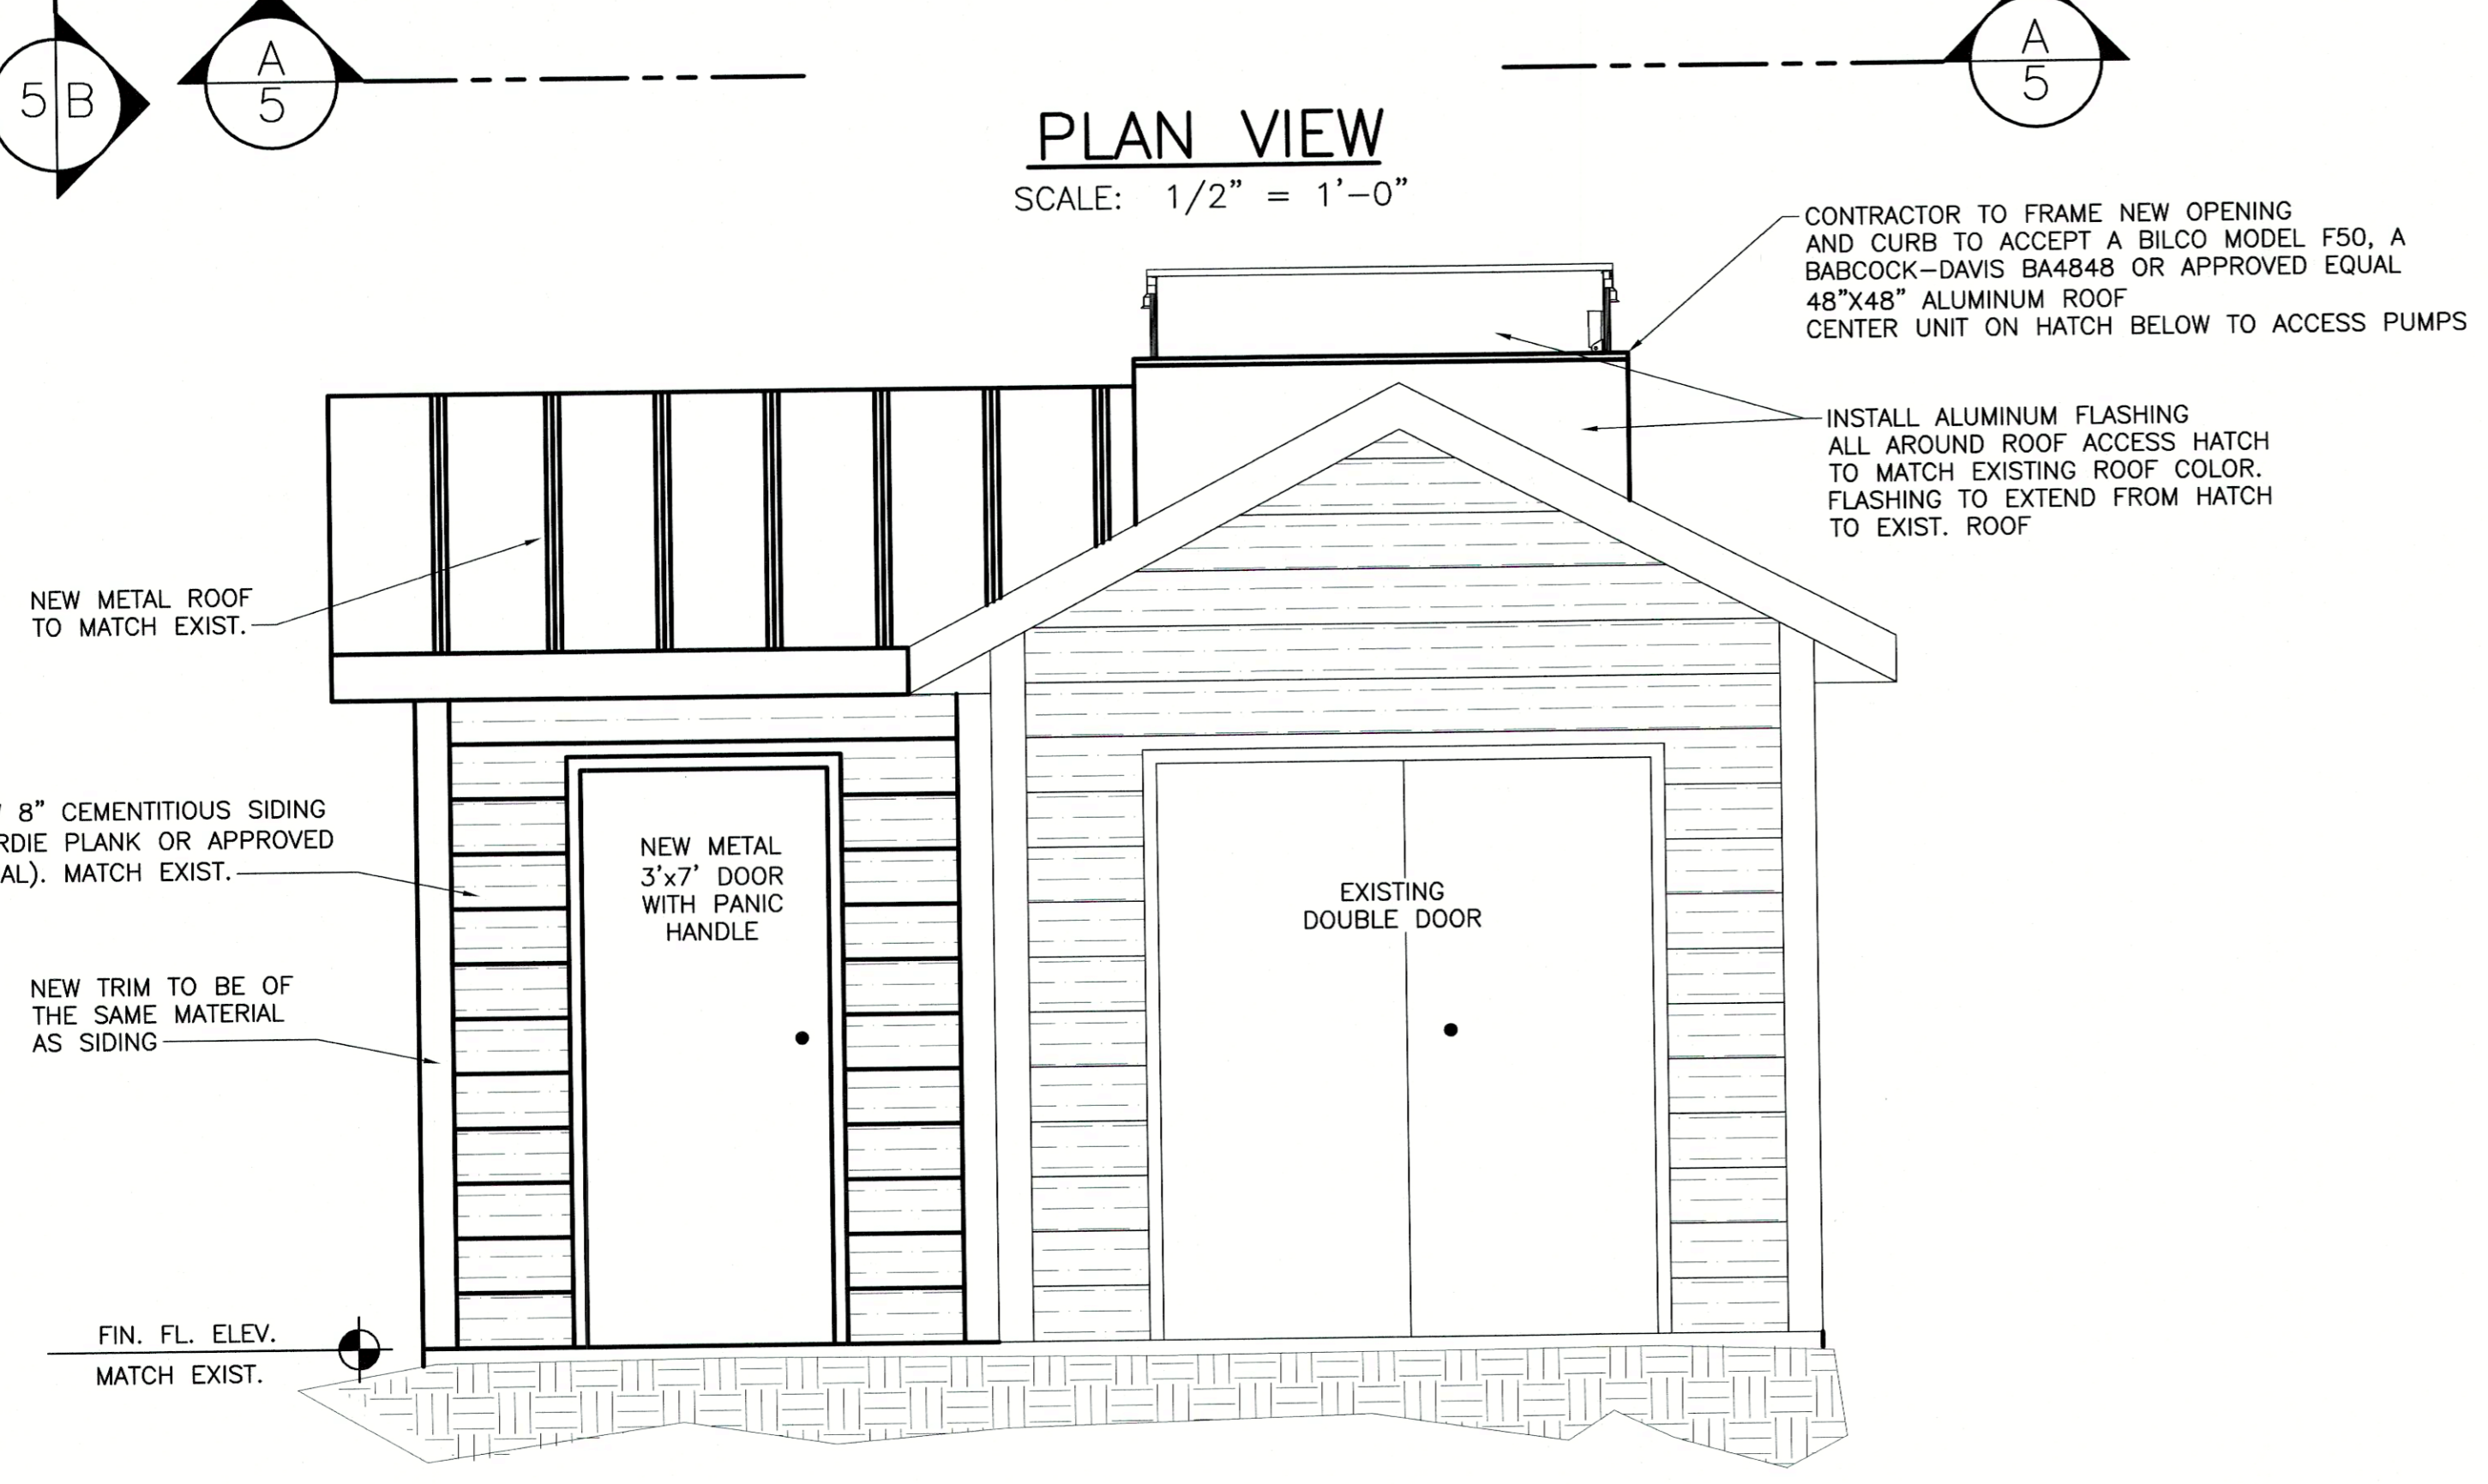 5 B
A
5
A
5
PLAN VIEW
SCALE: 1/2" = 1'-0"
CONTRACTOR TO FRAME NEW OPENING
AND CURB TO ACCEPT A BILCO MODEL F50, A
BABCOCK-DAVIS BA4848 OR APPROVED EQUAL
48"X48" ALUMINUM ROOF
CENTER UNIT ON HATCH BELOW TO ACCESS PUMPS
INSTALL ALUMINUM FLASHING
ALL AROUND ROOF ACCESS HATCH
TO MATCH EXISTING ROOF COLOR.
FLASHING TO EXTEND FROM HATCH
TO EXIST. ROOF
NEW METAL ROOF
TO MATCH EXIST.
8" CEMENTITIOUS SIDING
RDIE PLANK OR APPROVED
AL). MATCH EXIST.
NEW METAL
3'x7' DOOR
WITH PANIC
HANDLE
EXISTING
DOUBLE DOOR
NEW TRIM TO BE OF
THE SAME MATERIAL
AS SIDING
FIN. FL. ELEV.
MATCH EXIST.